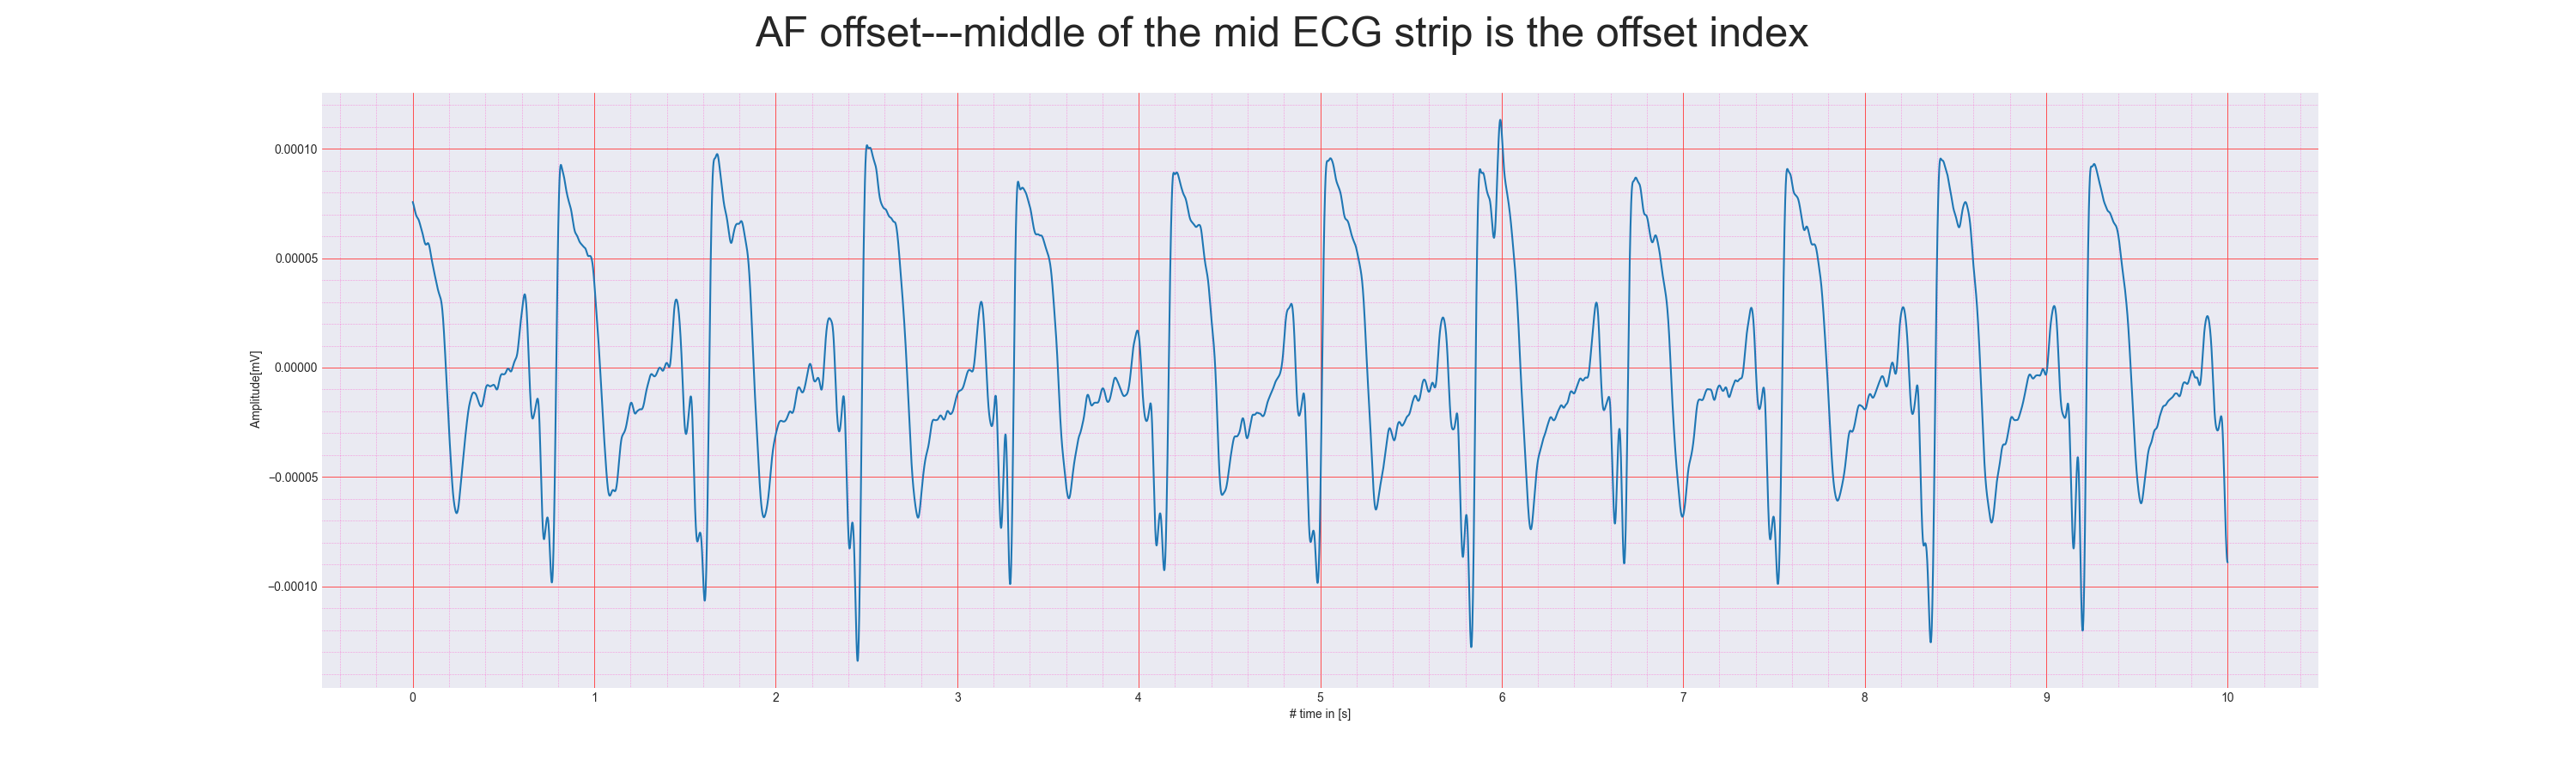 AF offset---middle of the mid ECG strip is the offset index
0.00010
0.00005
0.00000
−0.00005
−0.00010
Amplitude[mV]
0 1 2 3 4 5 6 7 8 9 10
# time in [s]